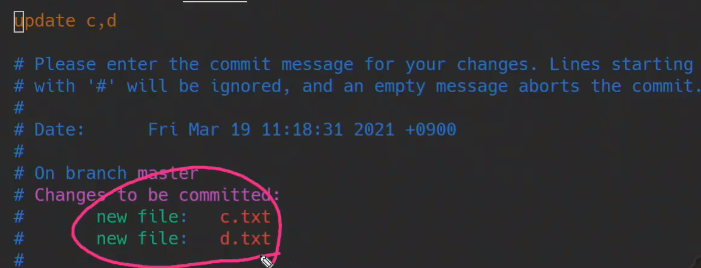 update c,d
# Please enter the commit message for your changes. Lines starting
# with '#' will be ignored, and an empty message aborts the commit.
#
# Date:      Fri Mar 19 11:18:31 2021 +0900
#
# On branch master
# Changes to be committed:
#       new file:   c.txt
#       new file:   d.txt
#